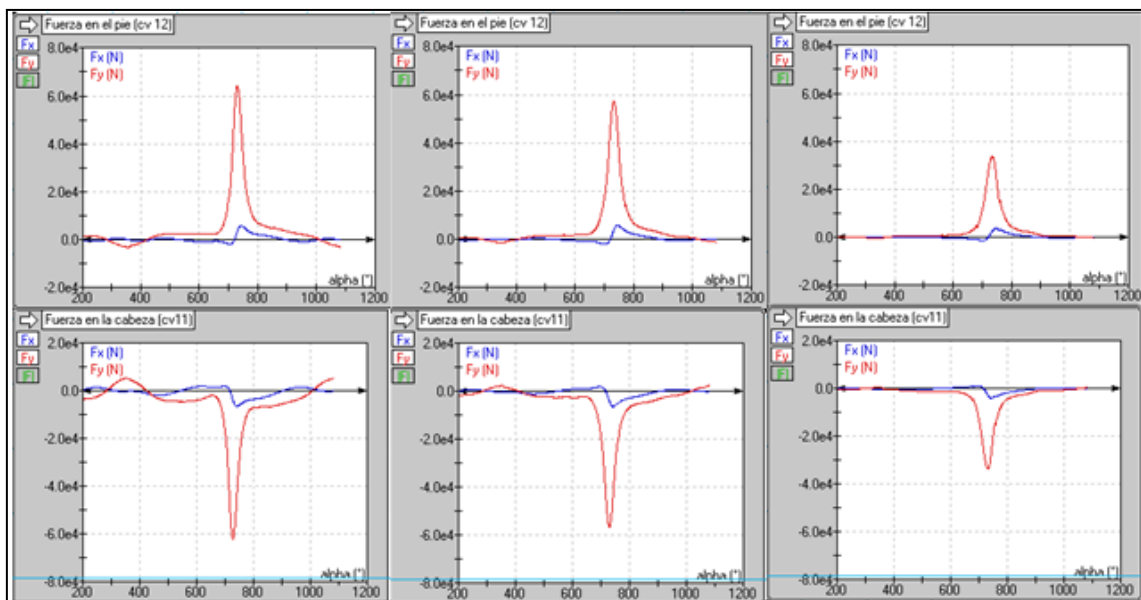 Fuerza en el pie (cv 12)
Fx
Fy
|F|
Fx (N)
Fy (N)
8.0e4
6.0e4
4.0e4
2.0e4
0.0
-2.0e4
alpha (°)
200 400 600 800 1000 1200
Fuerza en el pie (cv 12)
Fx
Fy
|F|
Fx (N)
Fy (N)
8.0e4
6.0e4
4.0e4
2.0e4
0.0
-2.0e4
alpha (°)
200 400 600 800 1000 1200
Fuerza en el pie (cv 12)
Fx
Fy
|F|
Fx (N)
Fy (N)
8.0e4
6.0e4
4.0e4
2.0e4
0.0
-2.0e4
alpha (°)
200 400 600 800 1000 1200
Fuerza en la cabeza (cv11)
Fx
Fy
|F|
Fx (N)
Fy (N)
2.0e4
0.0
-2.0e4
-4.0e4
-6.0e4
-8.0e4
alpha (°)
200 400 600 800 1000 1200
Fuerza en la cabeza (cv11)
Fx
Fy
|F|
Fx (N)
Fy (N)
2.0e4
0.0
-2.0e4
-4.0e4
-6.0e4
-8.0e4
alpha (°)
200 400 600 800 1000 1200
Fuerza en la cabeza (cv11)
Fx
Fy
|F|
Fx (N)
Fy (N)
2.0e4
0.0
-2.0e4
-4.0e4
-6.0e4
-8.0e4
alpha (°)
200 400 600 800 1000 1200